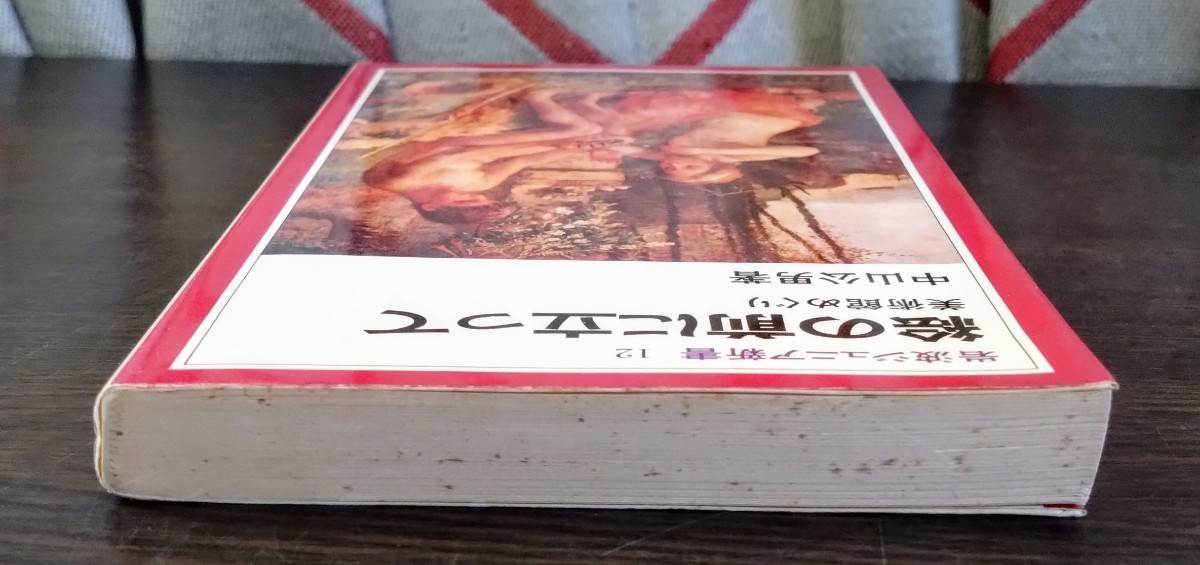 岩波ジュニア新書 12
絵の前に立って
美術館めぐり
中山公男著